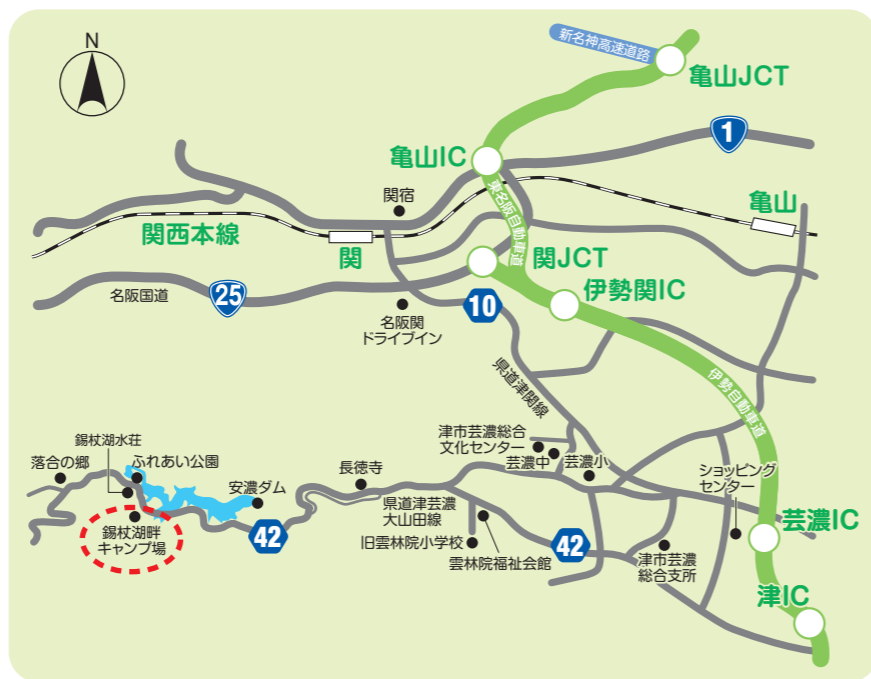 N
新名神高速道路
亀山JCT
1
亀山IC
関宿
東名阪自動車道
亀山
関西本線
関
関JCT
伊勢関IC
名阪国道
25
10
名阪関
ドライブイン
県道津関線
伊勢自動車道
錫杖湖水荘
落合の郷
ふれあい公園
安濃ダム
長徳寺
津市芸濃総合
文化センター
芸濃中
芸濃小
ショッピング
センター
錫杖湖畔
キャンプ場
42
県道津芸濃
大山田線
旧雲林院小学校
雲林院福祉会館
42
津市芸濃
総合支所
芸濃IC
津IC